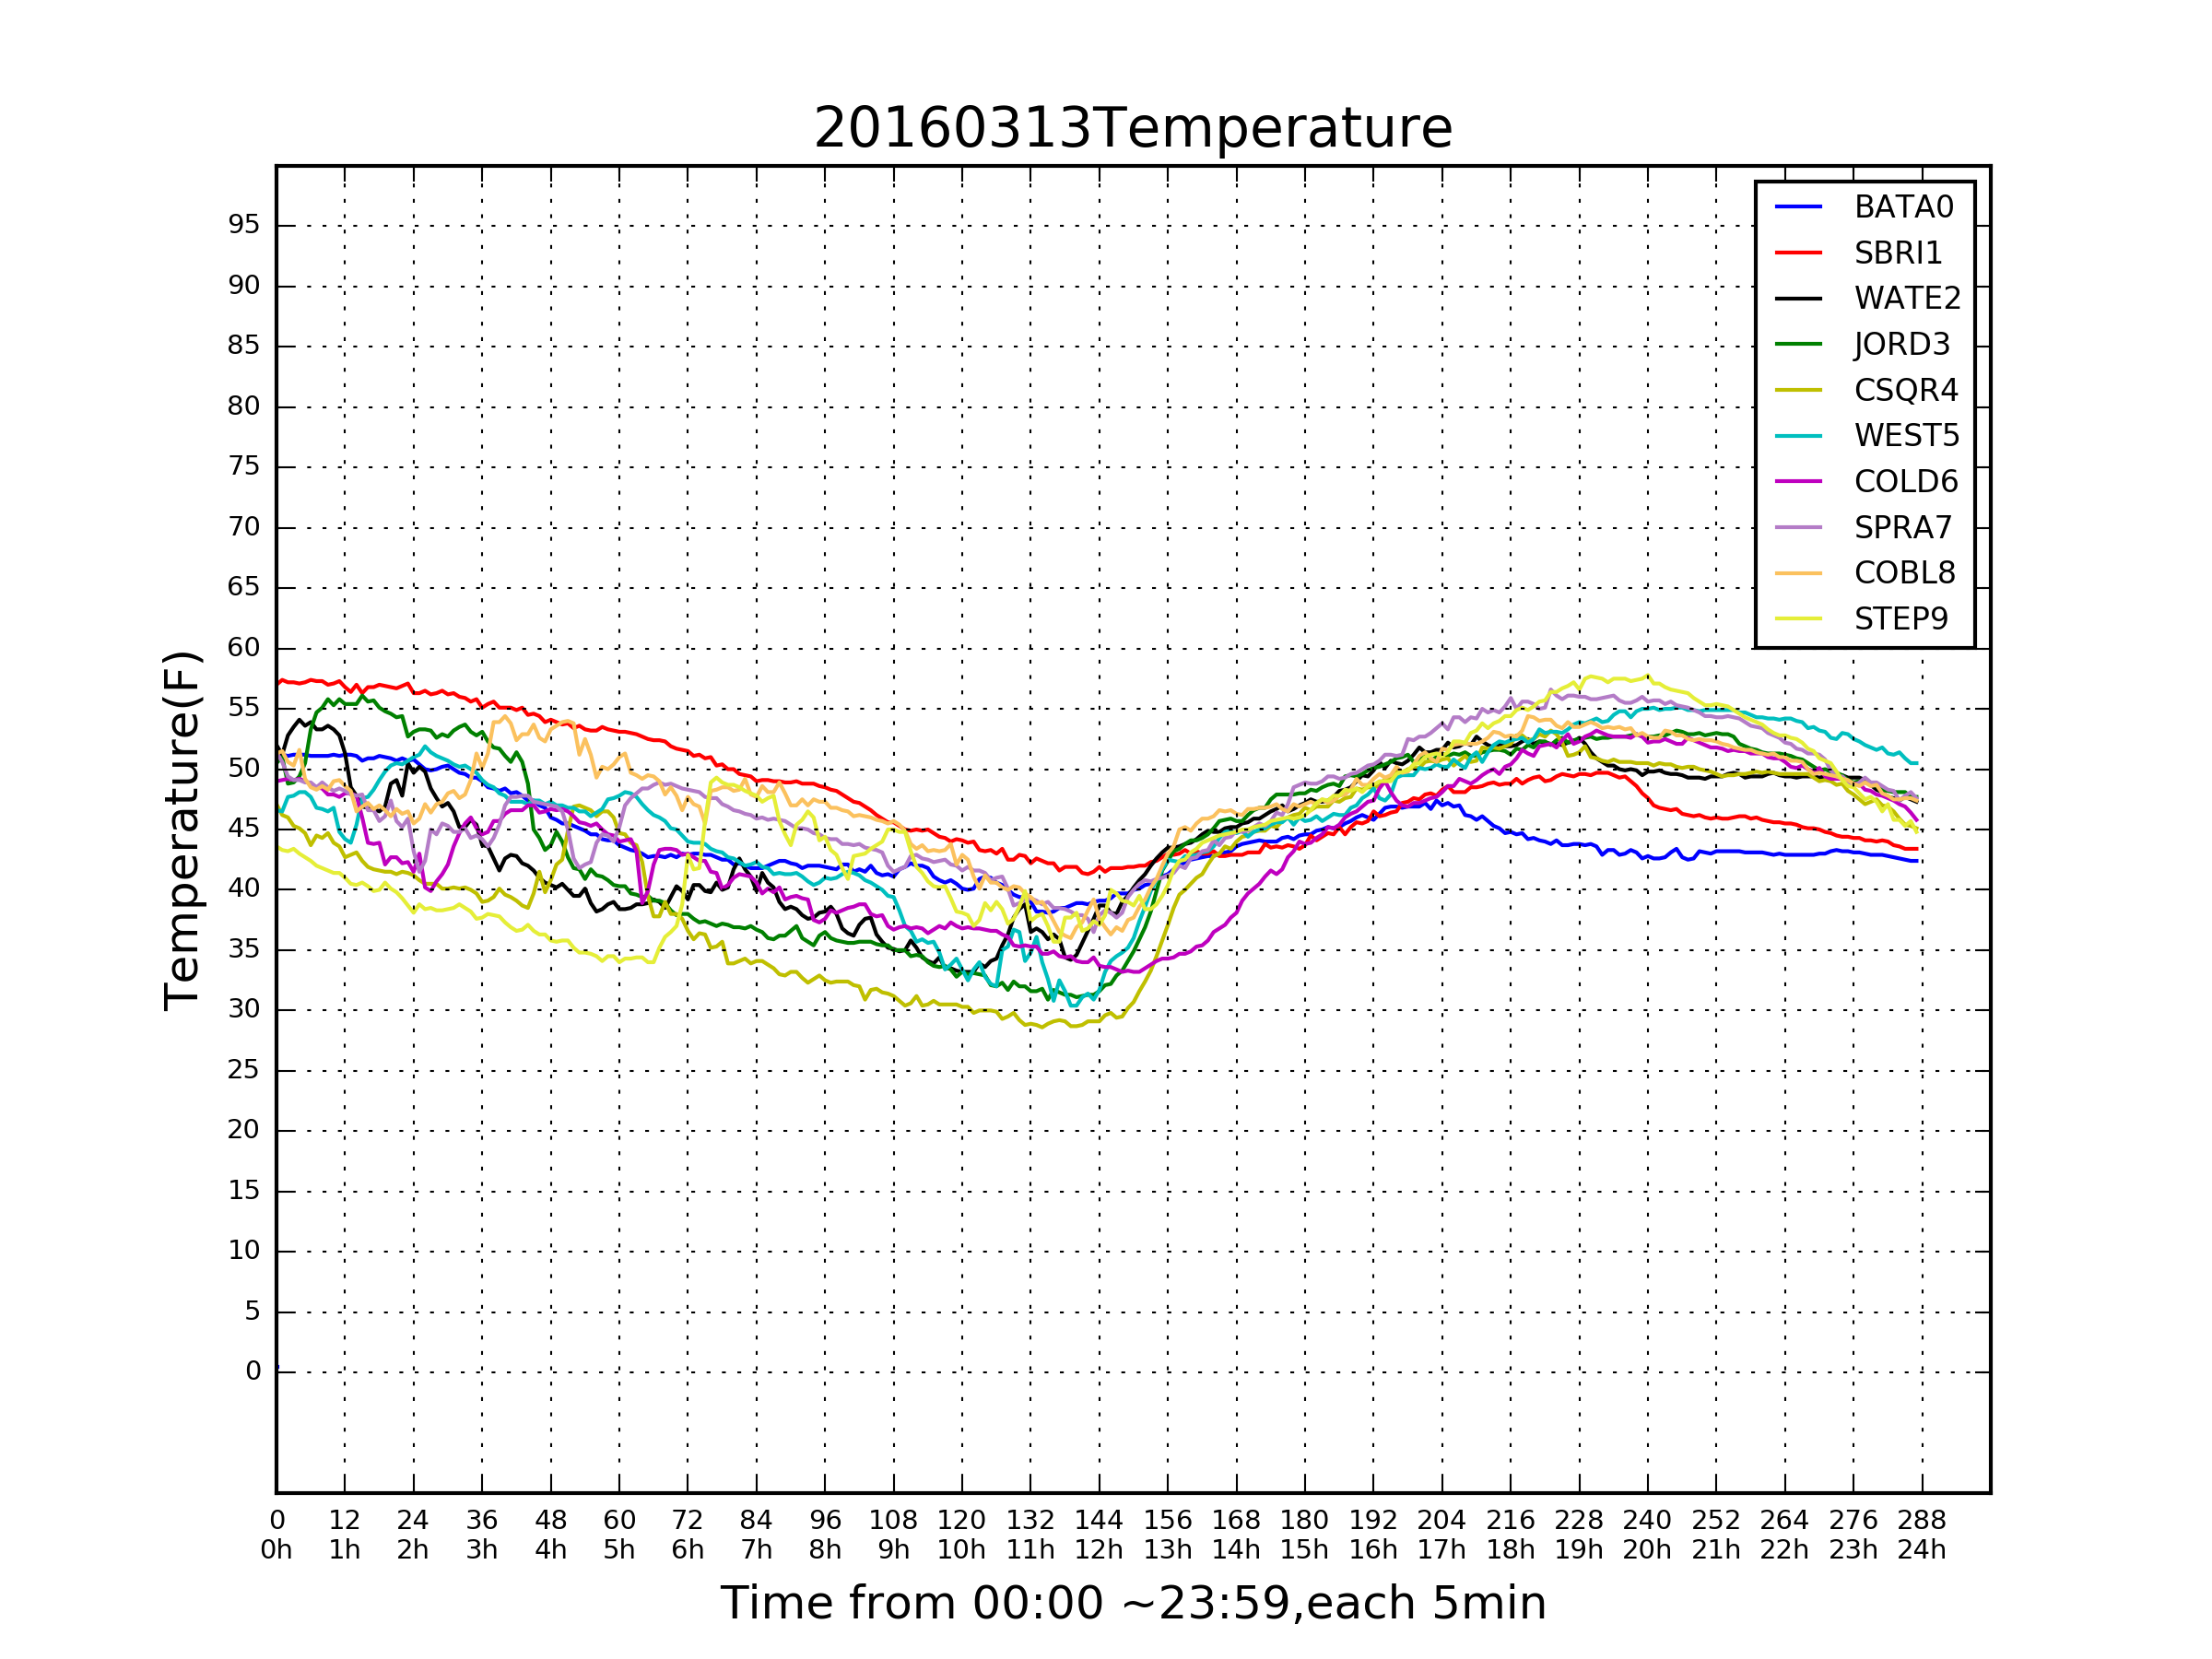 20160313Temperature
95
90
85
80
75
70
65
60
55
50
45
40
35
30
25
20
15
10
5
0
Temperature(F)
BATA0
SBRI1
WATE2
JORD3
CSQR4
WEST5
COLD6
SPRA7
COBL8
STEP9
0 12 24 36 48 60 72 84 96 108 120 132 144 156 168 180 192 204 216 228 240 252 264 276 288
0h 1h 2h 3h 4h 5h 6h 7h 8h 9h 10h 11h 12h 13h 14h 15h 16h 17h 18h 19h 20h 21h 22h 23h 24h
Time from 00:00 ~23:59,each 5min